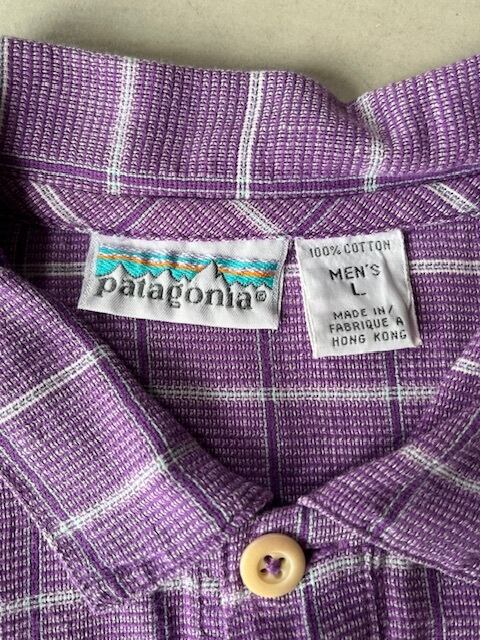 patagonia®
100% COTTON
MEN'S
L
MADE IN/
FABRIQUE A
HONG KONG